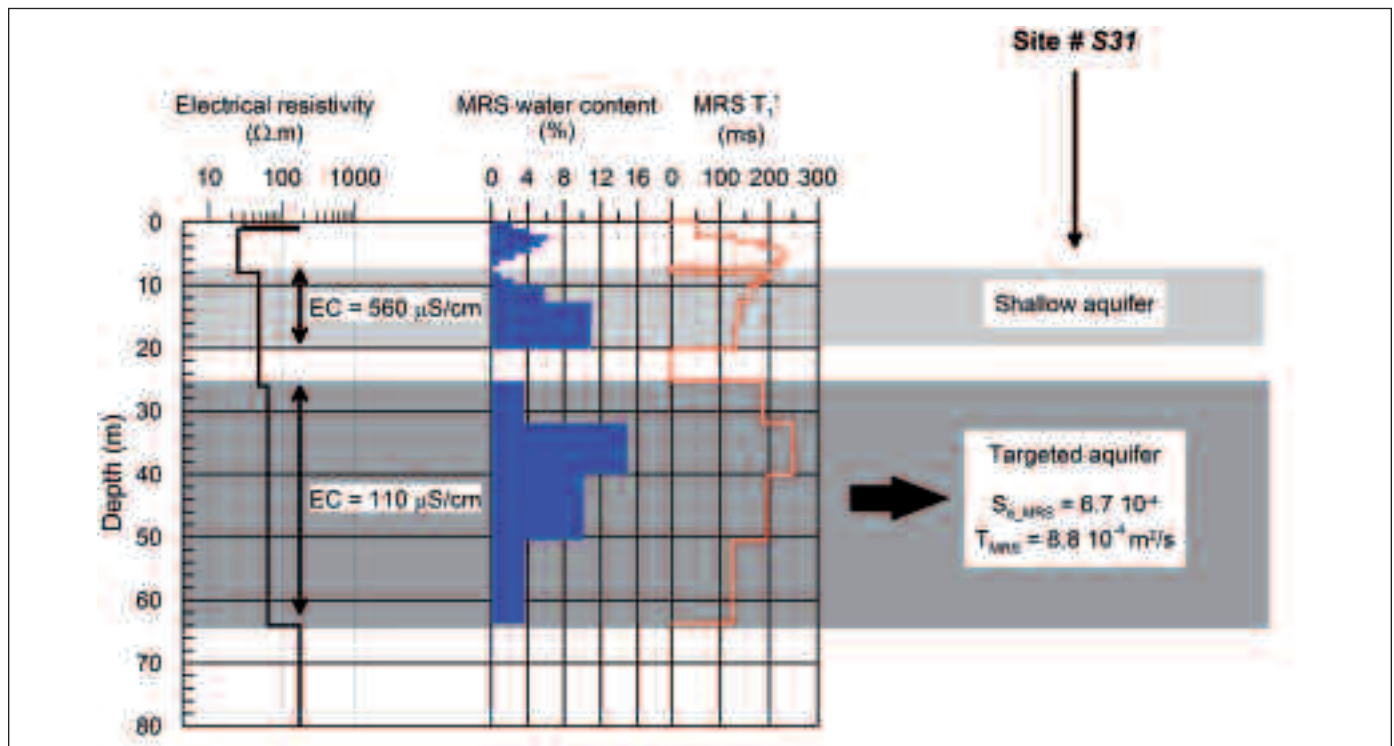 Site # S31
Electrical resistivity
(Ω.m)
MRS water content
(%)
MRS T₁*
(ms)
10 100 1000
0 4 8 12 16
0 100 200 300
Depth (m)
0
10
20
30
40
50
60
70
80
EC = 560 µS/cm
EC = 110 µS/cm
Shallow aquifer
Targeted aquifer
= 6.7 10⁻⁴
T_MRS = 8.8 10⁻⁴ m²/s